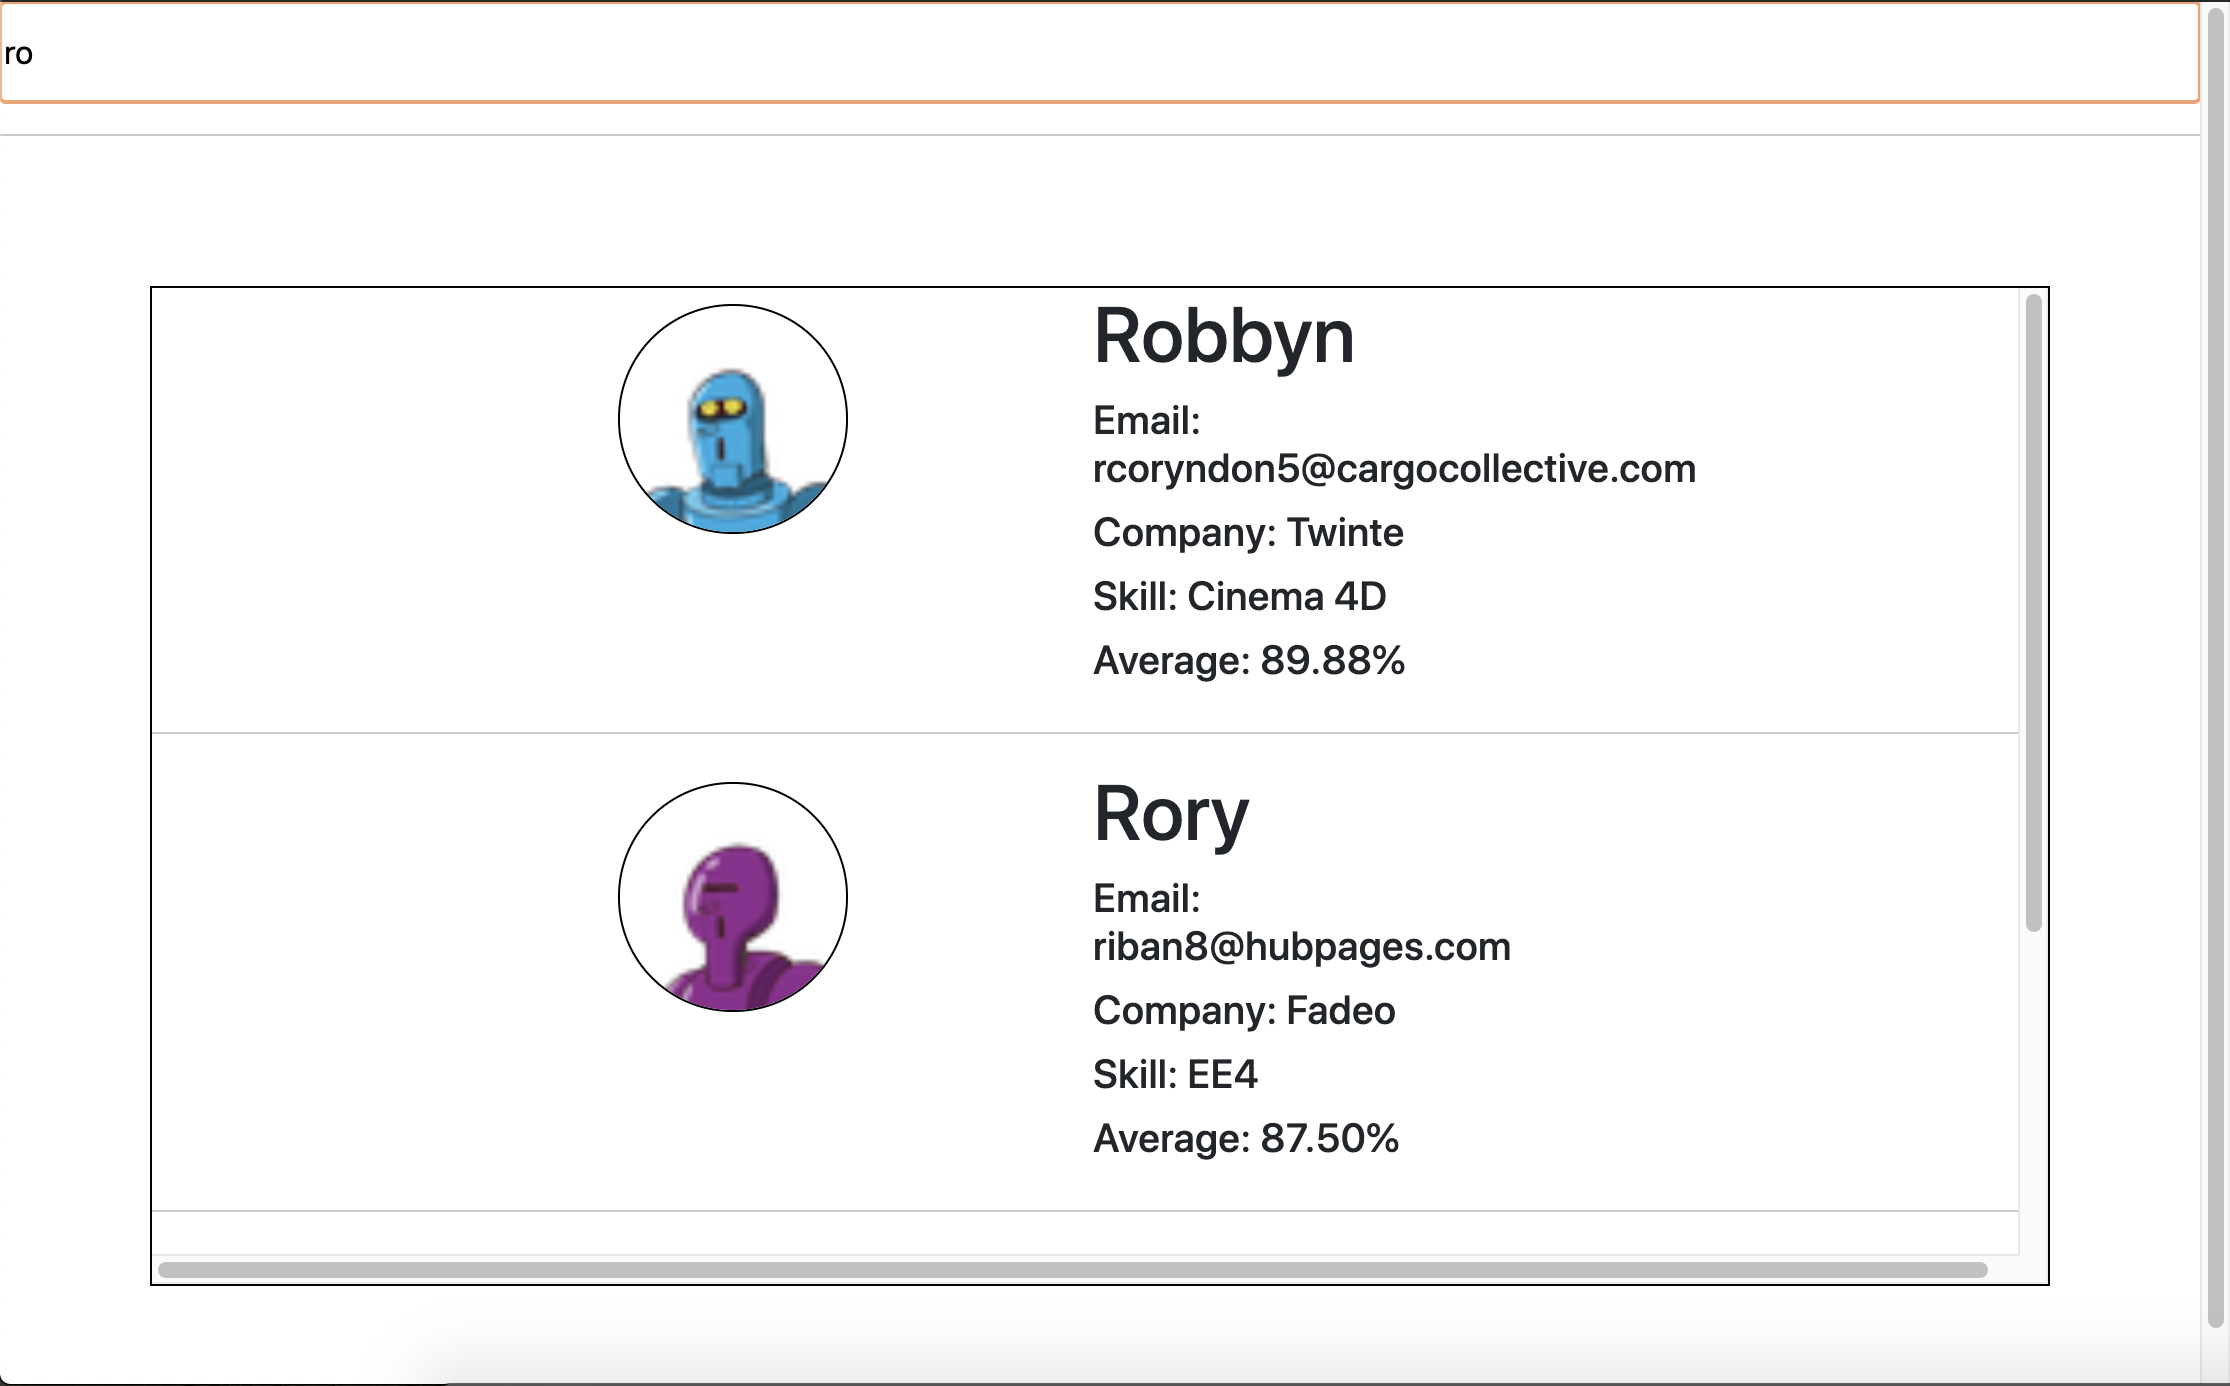 ro
Robbyn
Email:
rcoryndon5@cargocollective.com
Company: Twinte
Skill: Cinema 4D
Average: 89.88%
Rory
Email:
riban8@hubpages.com
Company: Fadeo
Skill: EE4
Average: 87.50%